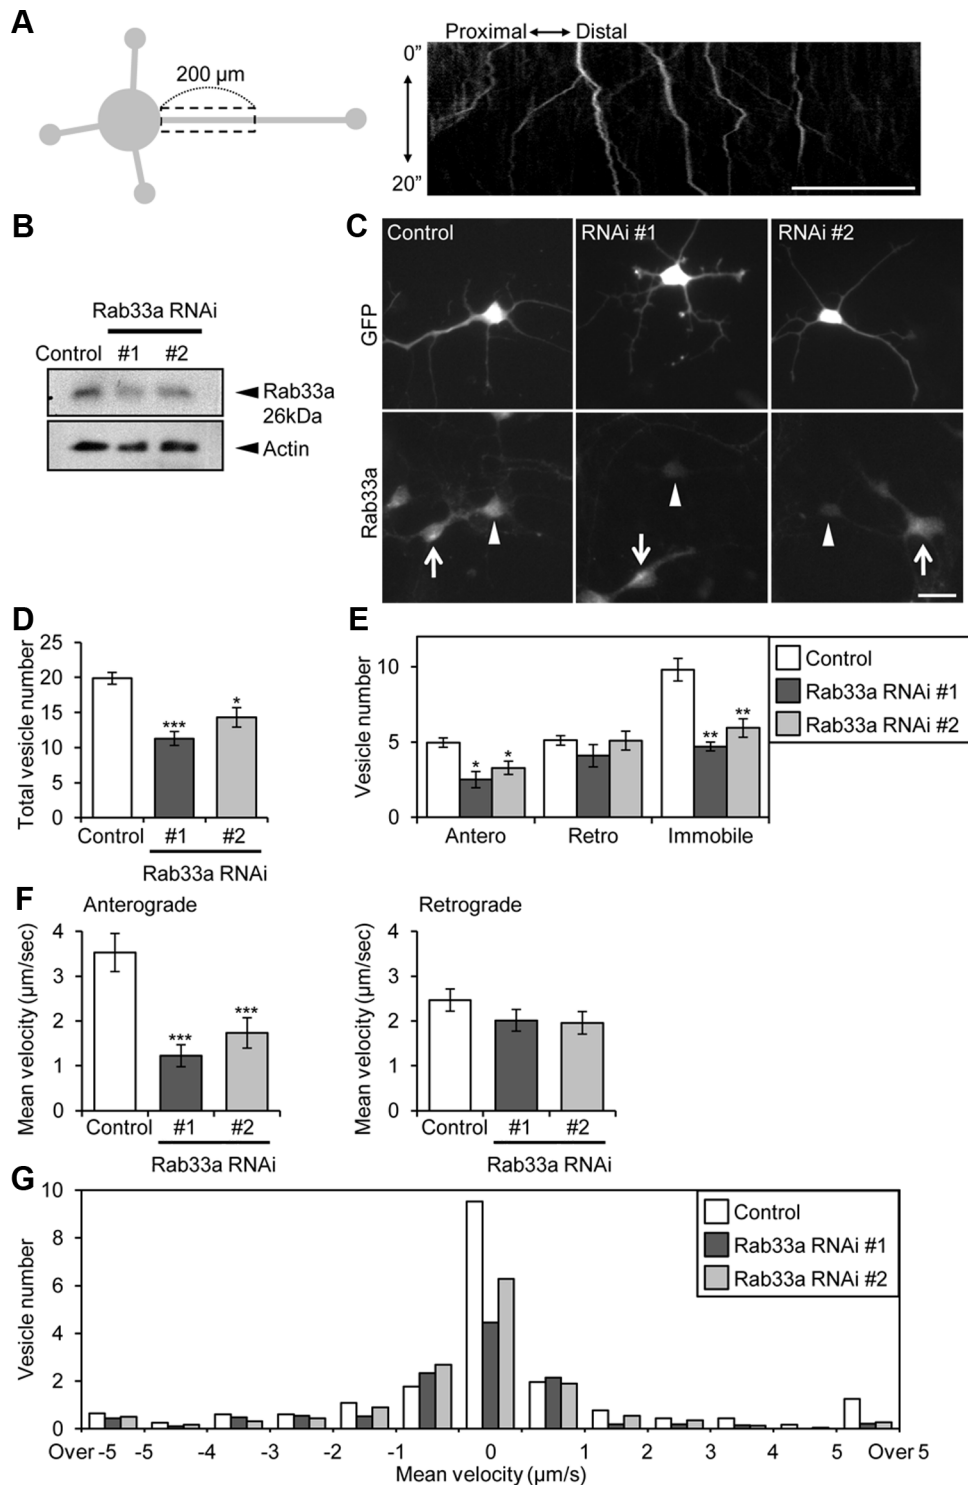 A
200 μm
Proximal Distal
0”
20”
B
Rab33a RNAi
Control #1 #2
Rab33a
26kDa
Actin
C
Control RNAi #1 RNAi #2
GFP
Rab33a
D
Total vesicle number
25
20
15
10
5
0
*** *
Control #1 #2
Rab33a RNAi
E
Vesicle number
10
5
0
* * ** **
Antero Retro Immobile
Control
Rab33a RNAi #1
Rab33a RNAi #2
F
Anterograde
Mean velocity (μm/sec)
4
3
2
1
0
*** ***
Control #1 #2
Rab33a RNAi
Retrograde
Mean velocity (μm/sec)
4
3
2
1
0
Control #1 #2
Rab33a RNAi
G
Vesicle number
10
8
6
4
2
0
Control
Rab33a RNAi #1
Rab33a RNAi #2
Over -5 -5 -4 -3 -2 -1 0 1 2 3 4 5 Over 5
Mean velocity (μm/s)